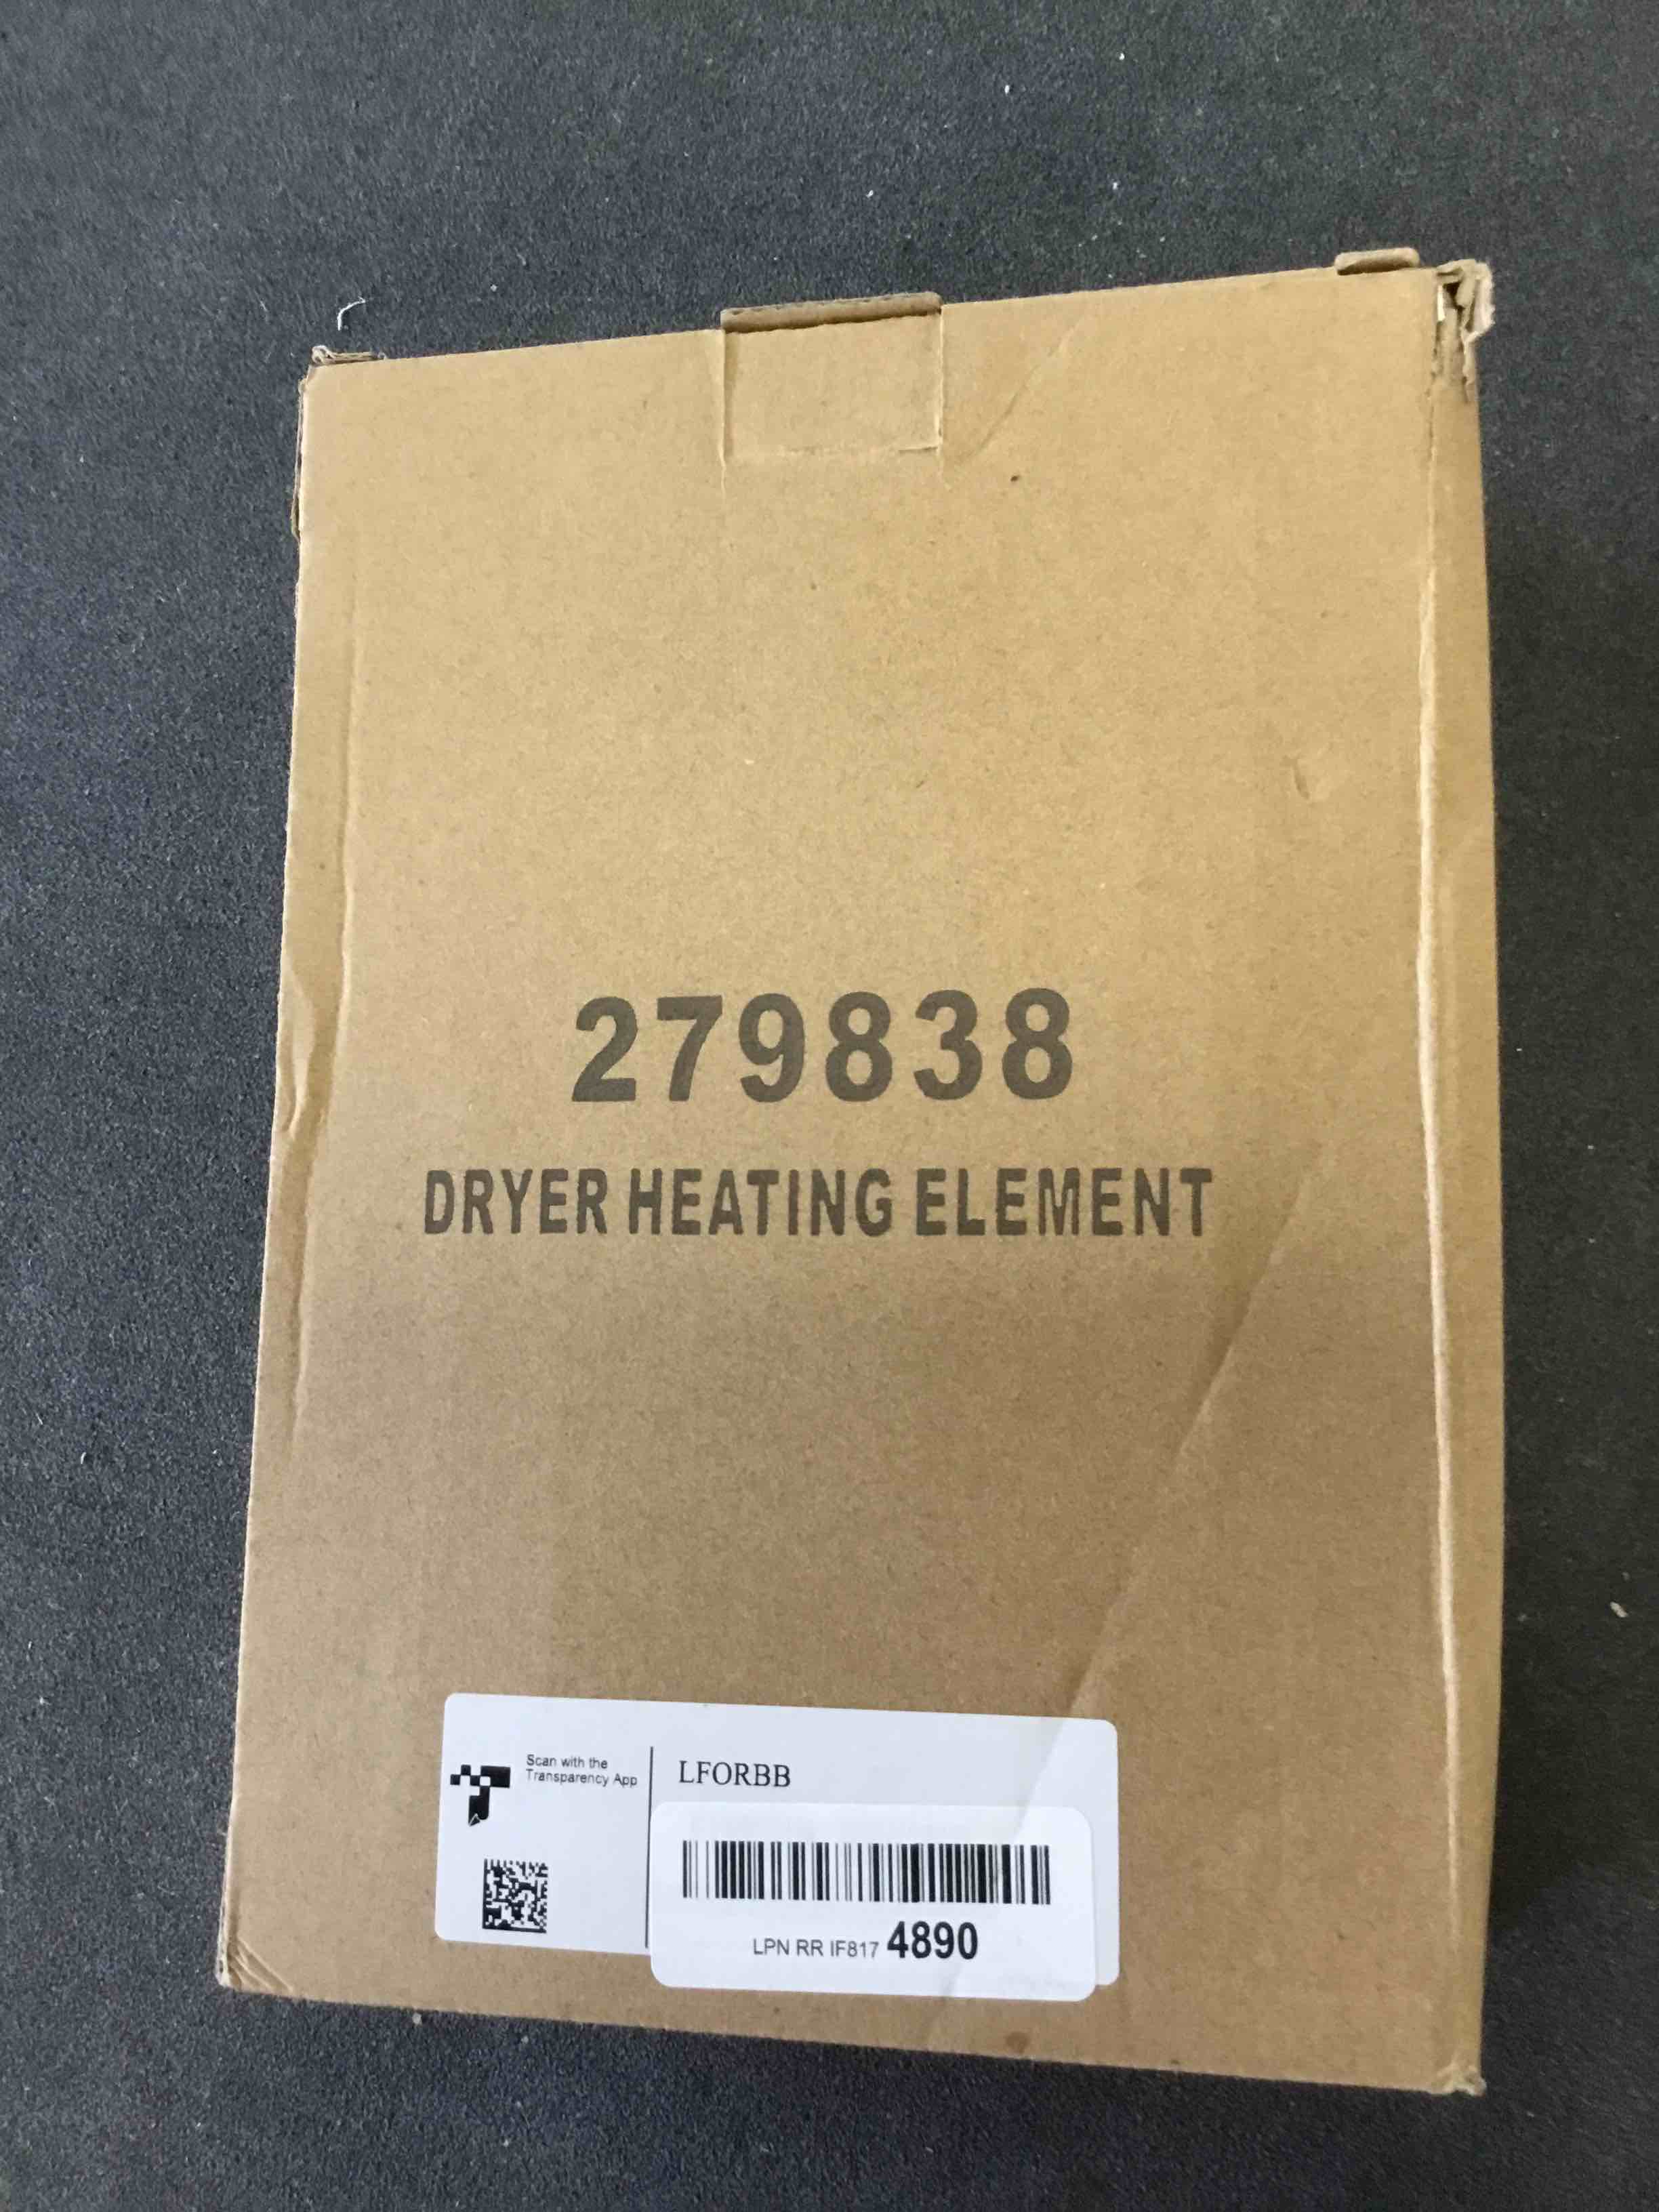 279838
DRYER HEATING ELEMENT
Scan with the
Transparency App
LFORBB
LPN RR IF817 4890